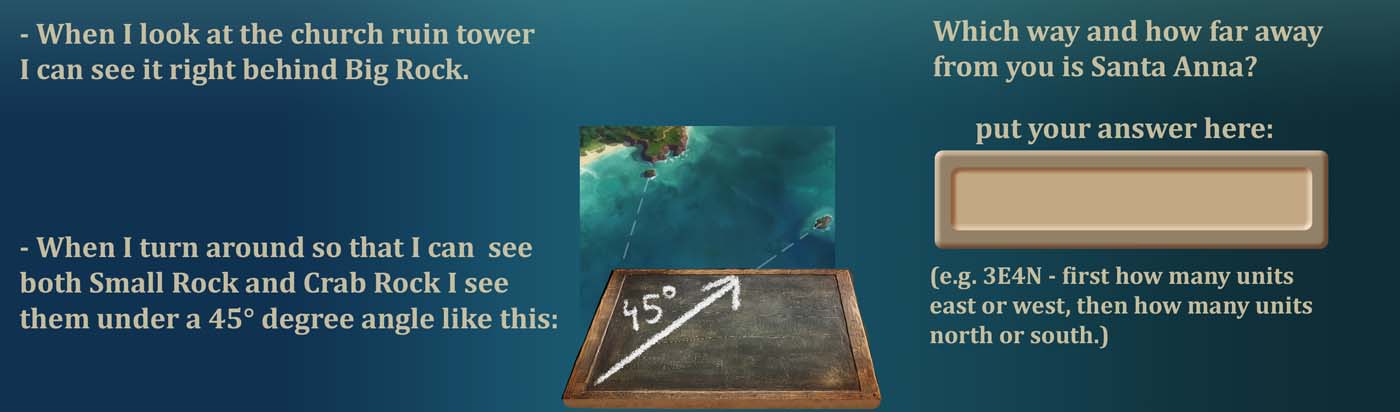 - When I look at the church ruin tower
I can see it right behind Big Rock.
- When I turn around so that I can  see
both Small Rock and Crab Rock I see
them under a 45° degree angle like this:
45°
Which way and how far away
from you is Santa Anna?
put your answer here:
(e.g. 3E4N - first how many units
east or west, then how many units
north or south.)